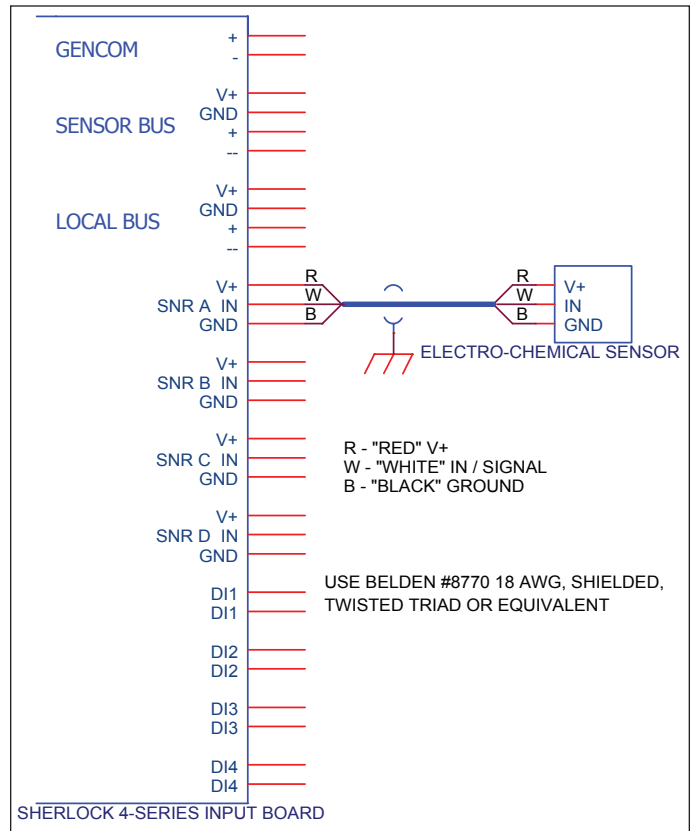 GENCOM
+
-
SENSOR BUS
V+
GND
+
--
LOCAL BUS
V+
GND
+
--
SNR A
V+
IN
GND
R
W
B
R
W
B
V+
IN
GND
ELECTRO-CHEMICAL SENSOR
SNR B
V+
IN
GND
SNR C
V+
IN
GND
SNR D
V+
IN
GND
R - "RED" V+
W - "WHITE" IN / SIGNAL
B - "BLACK" GROUND
USE BELDEN #8770 18 AWG, SHIELDED,
TWISTED TRIAD OR EQUIVALENT
DI1
DI1
DI2
DI2
DI3
DI3
DI4
DI4
SHERLOCK 4-SERIES INPUT BOARD